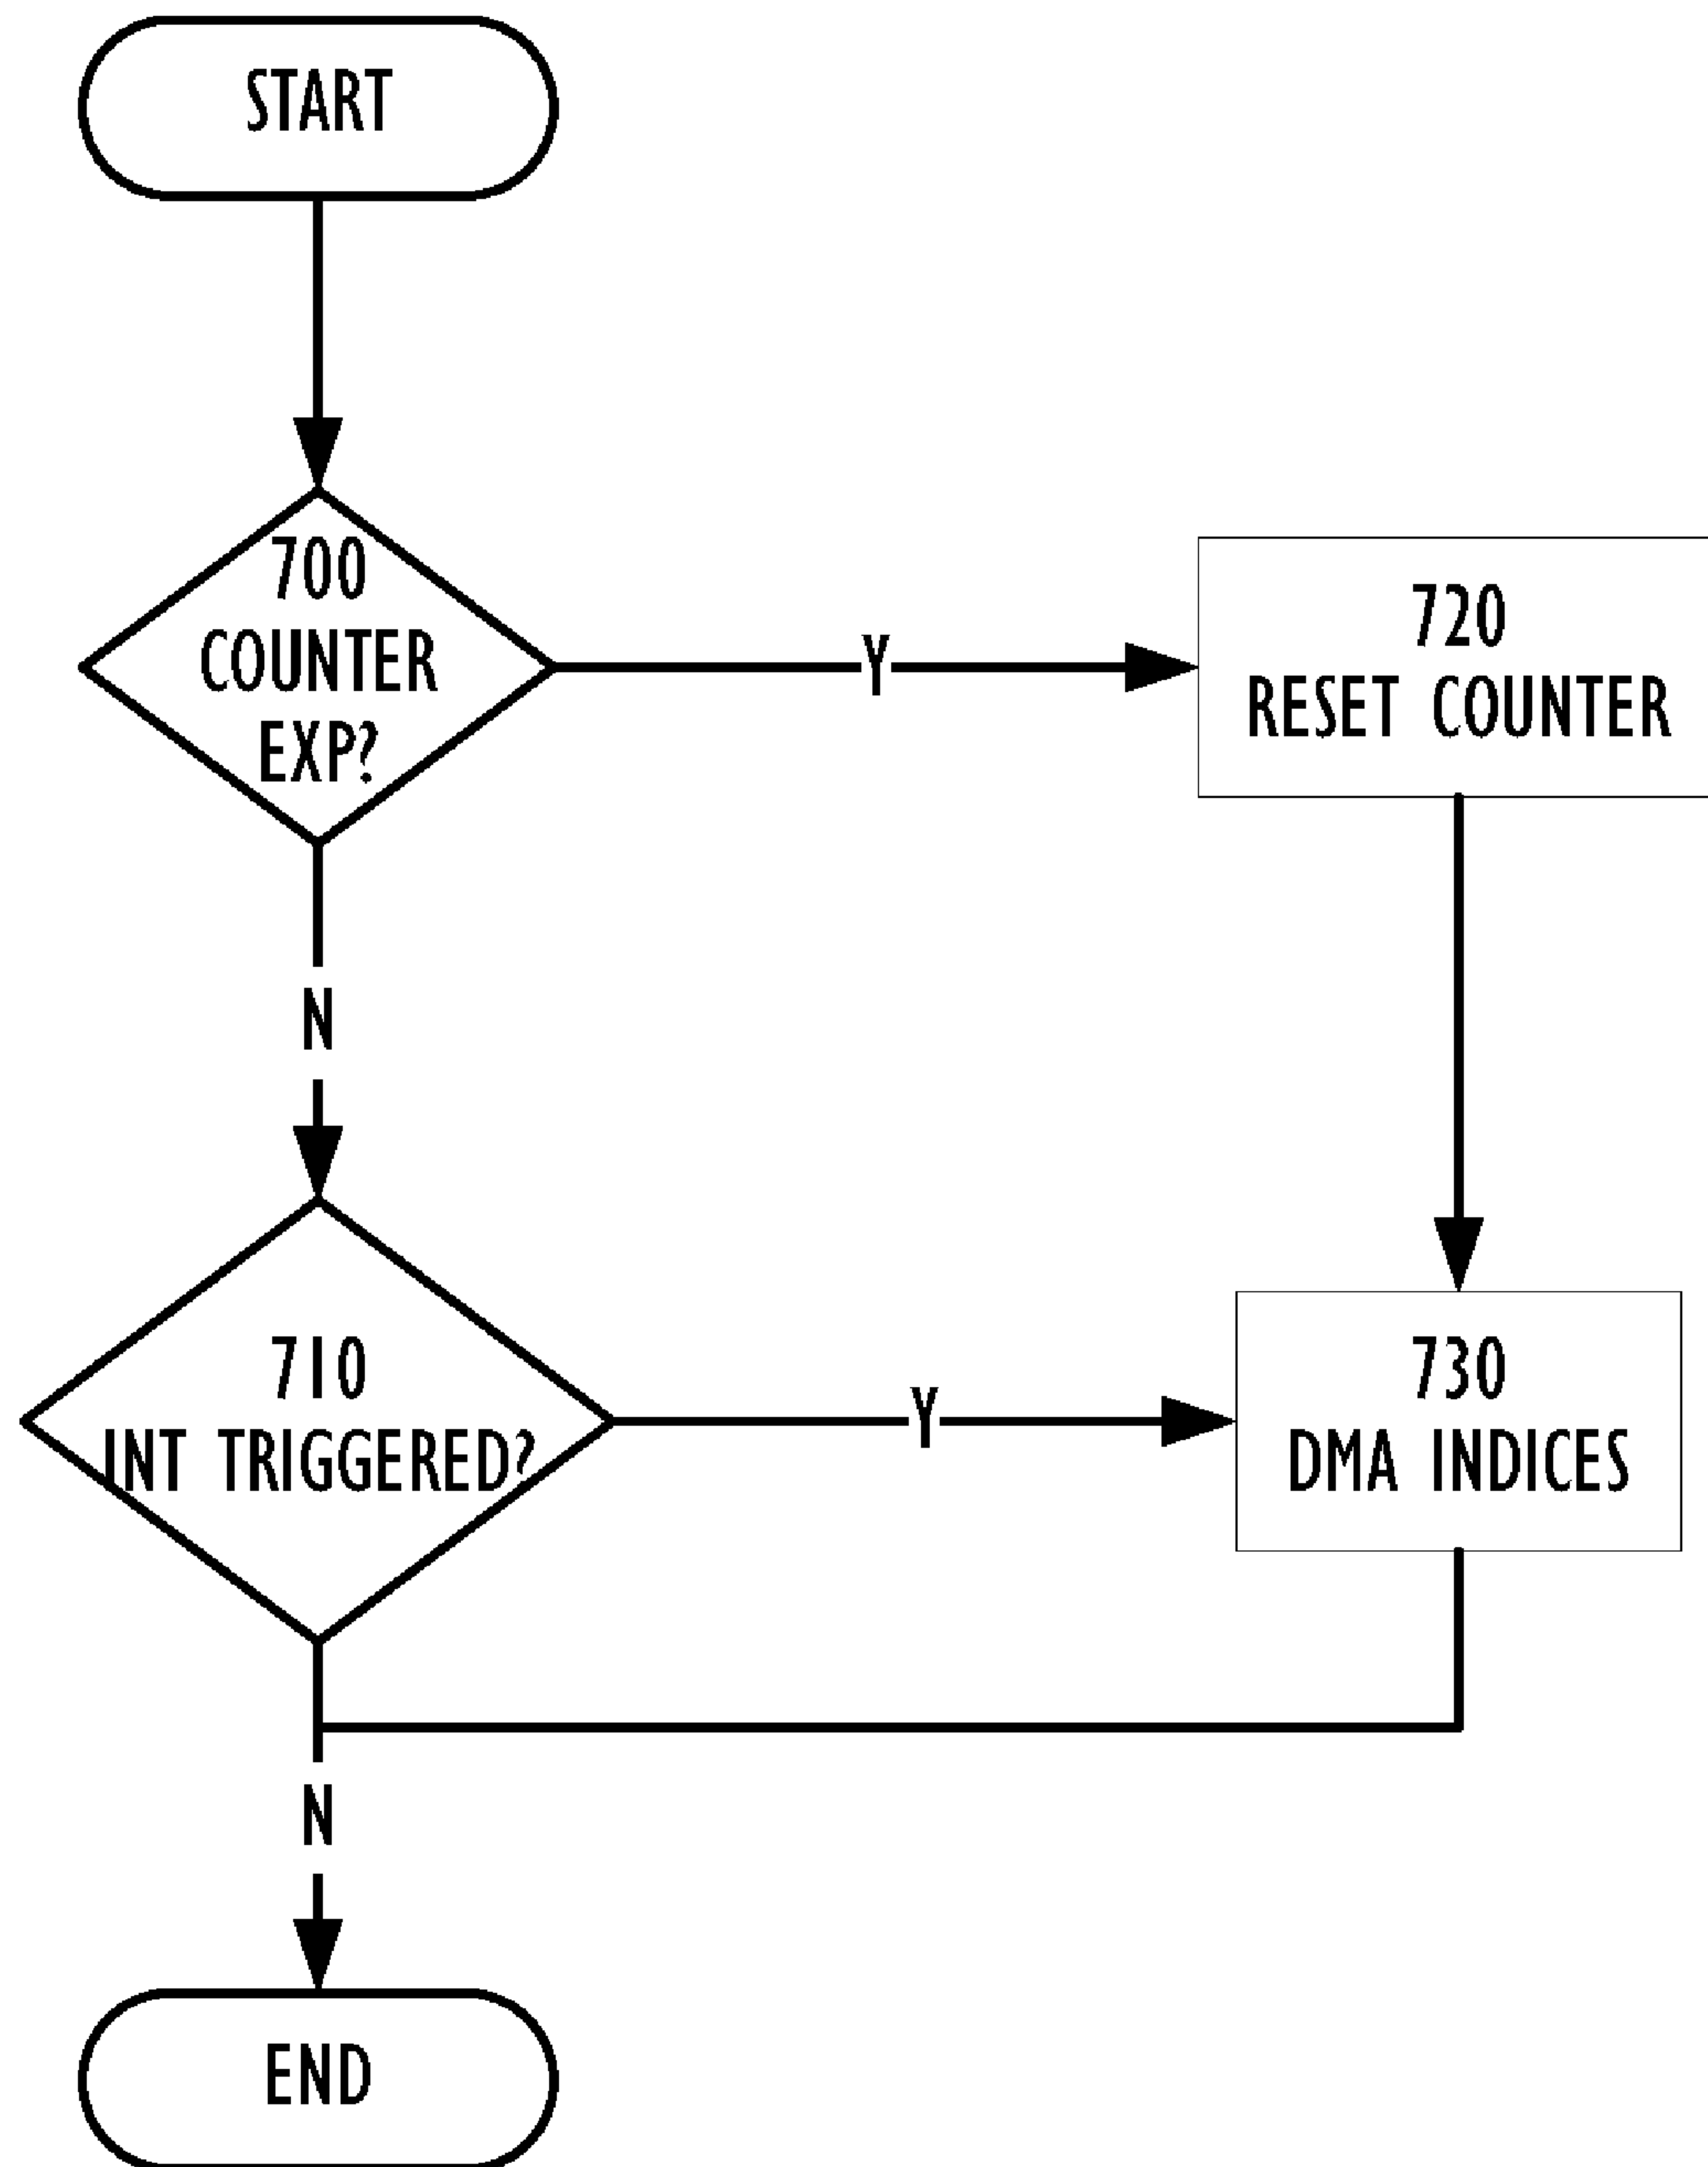 START
700
COUNTER
EXP?
Y
720
RESET COUNTER
N
710
INT TRIGGERED?
Y
730
DMA INDICES
N
END